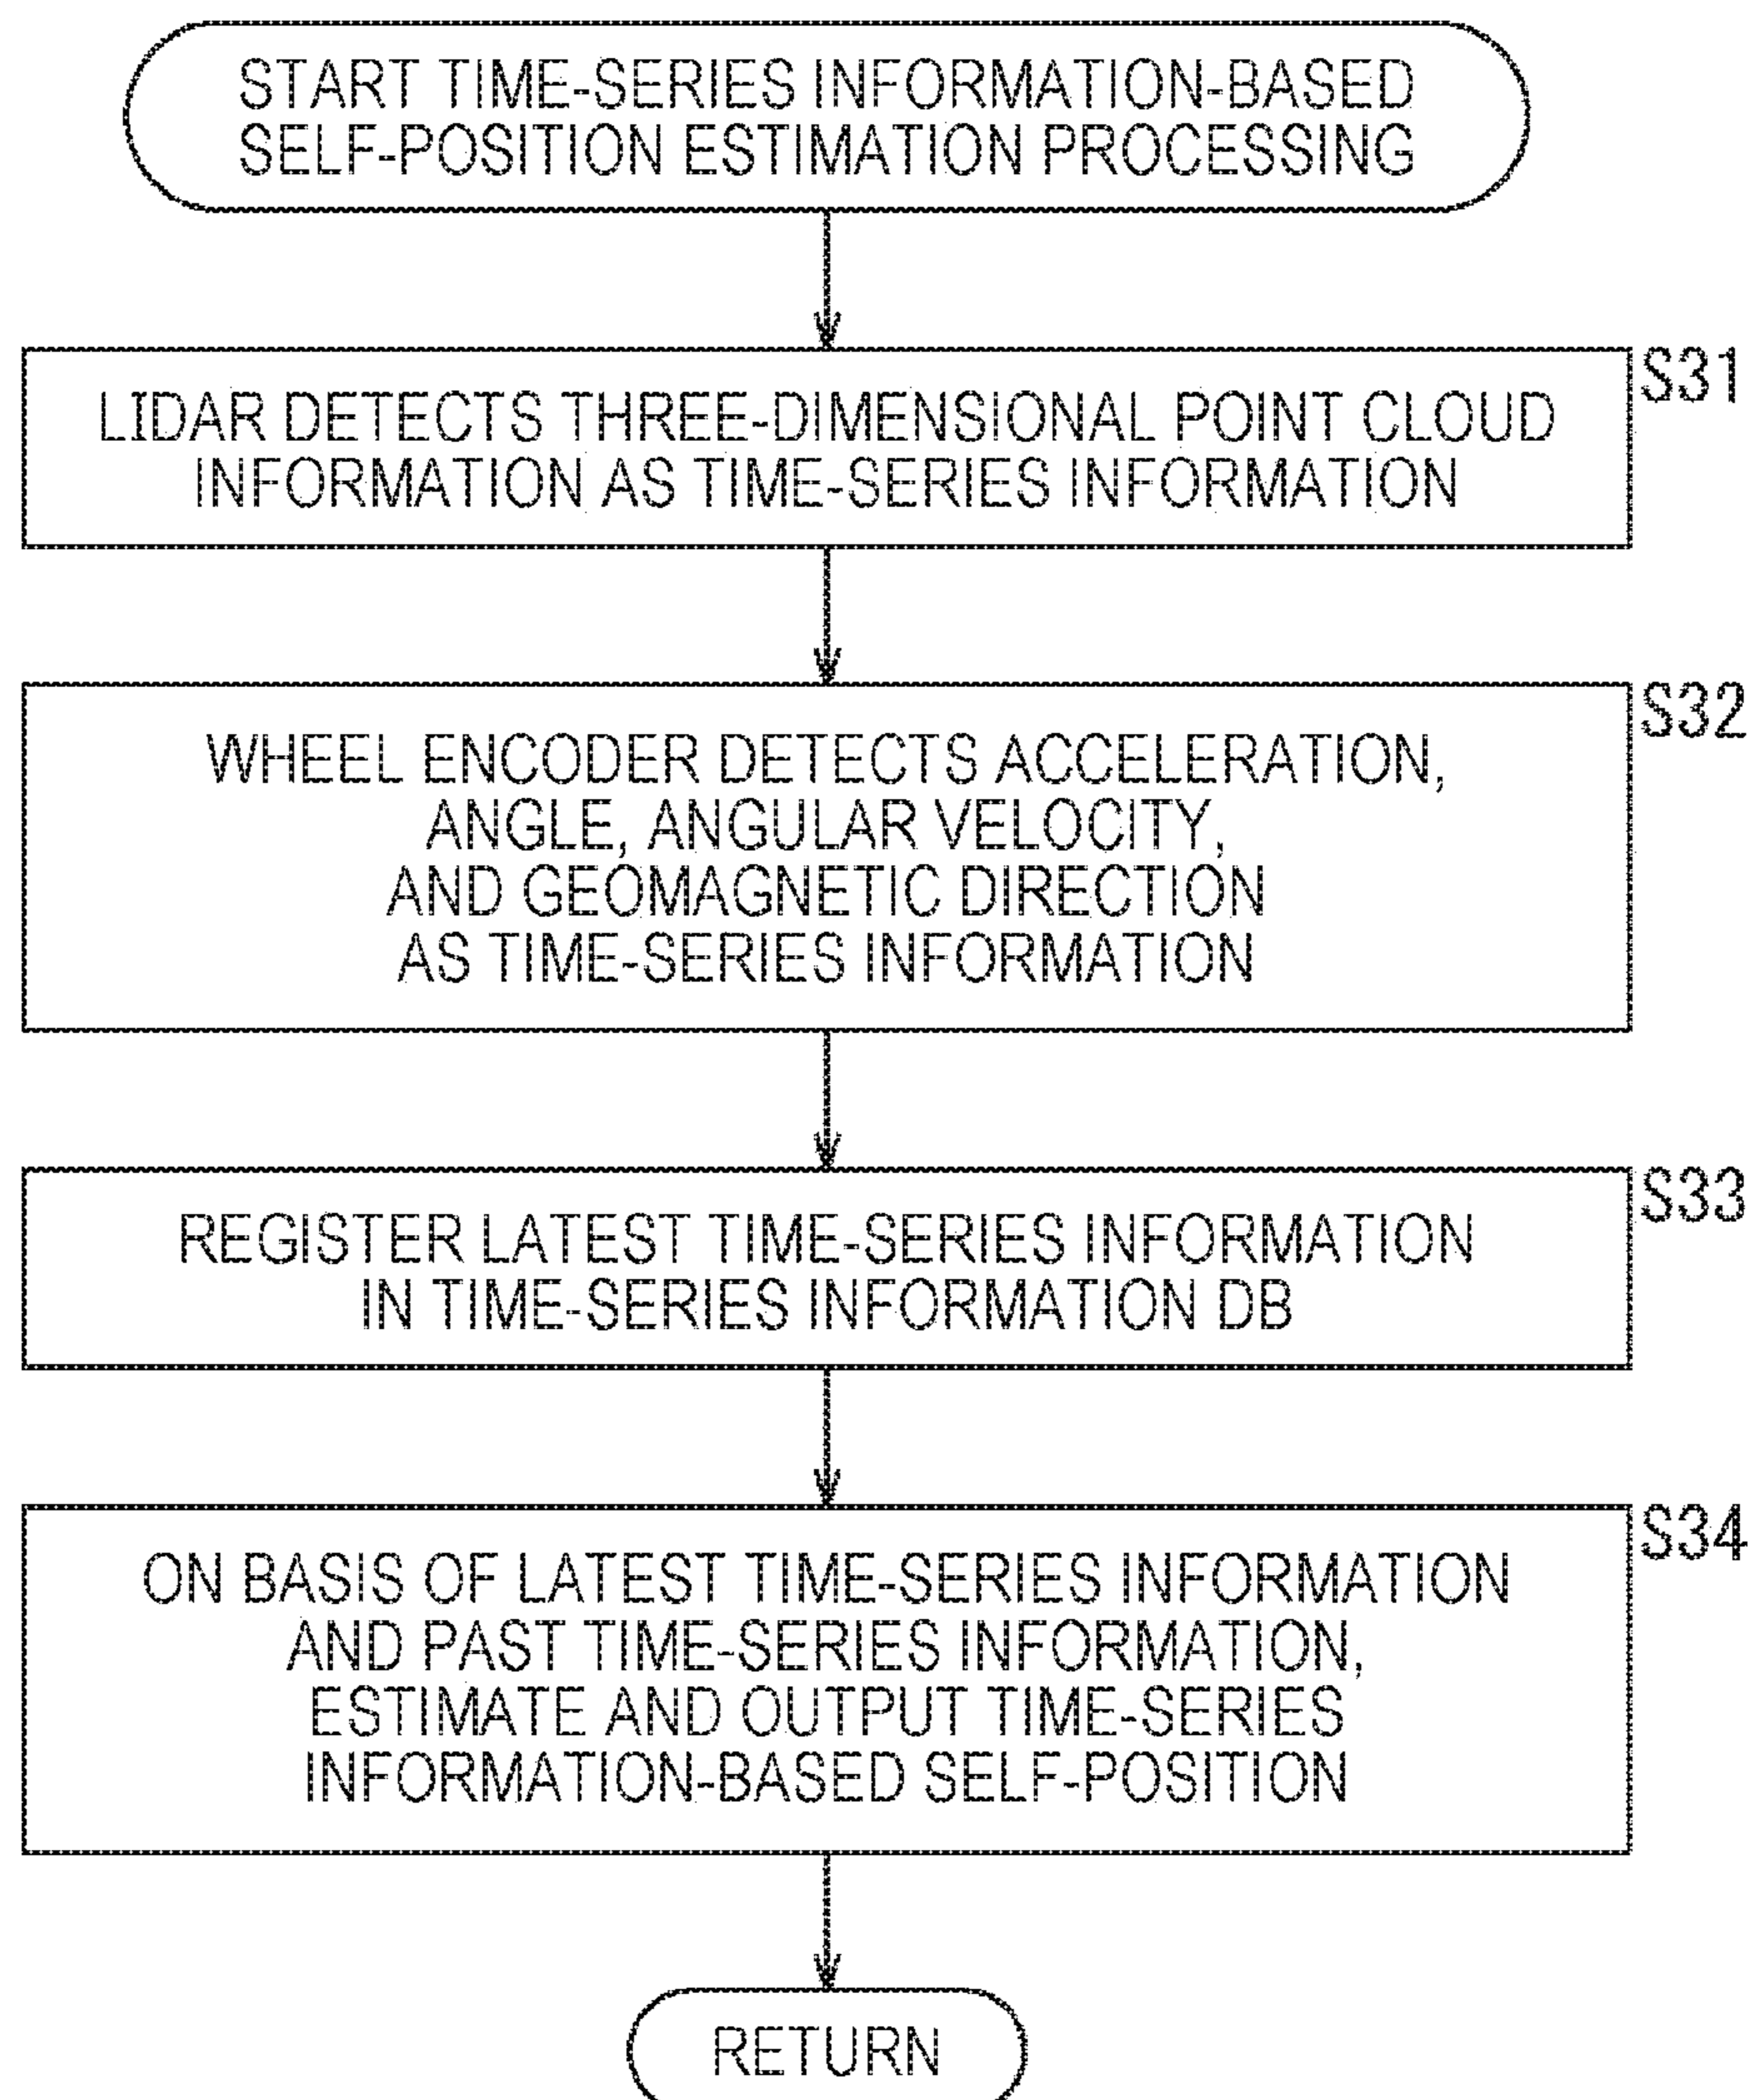 START TIME-SERIES INFORMATION-BASED
SELF-POSITION ESTIMATION PROCESSING
S31
LIDAR DETECTS THREE-DIMENSIONAL POINT CLOUD
INFORMATION AS TIME-SERIES INFORMATION
S32
WHEEL ENCODER DETECTS ACCELERATION,
ANGLE, ANGULAR VELOCITY,
AND GEOMAGNETIC DIRECTION
AS TIME-SERIES INFORMATION
S33
REGISTER LATEST TIME-SERIES INFORMATION
IN TIME-SERIES INFORMATION DB
S34
ON BASIS OF LATEST TIME-SERIES INFORMATION
AND PAST TIME-SERIES INFORMATION,
ESTIMATE AND OUTPUT TIME-SERIES
INFORMATION-BASED SELF-POSITION
RETURN